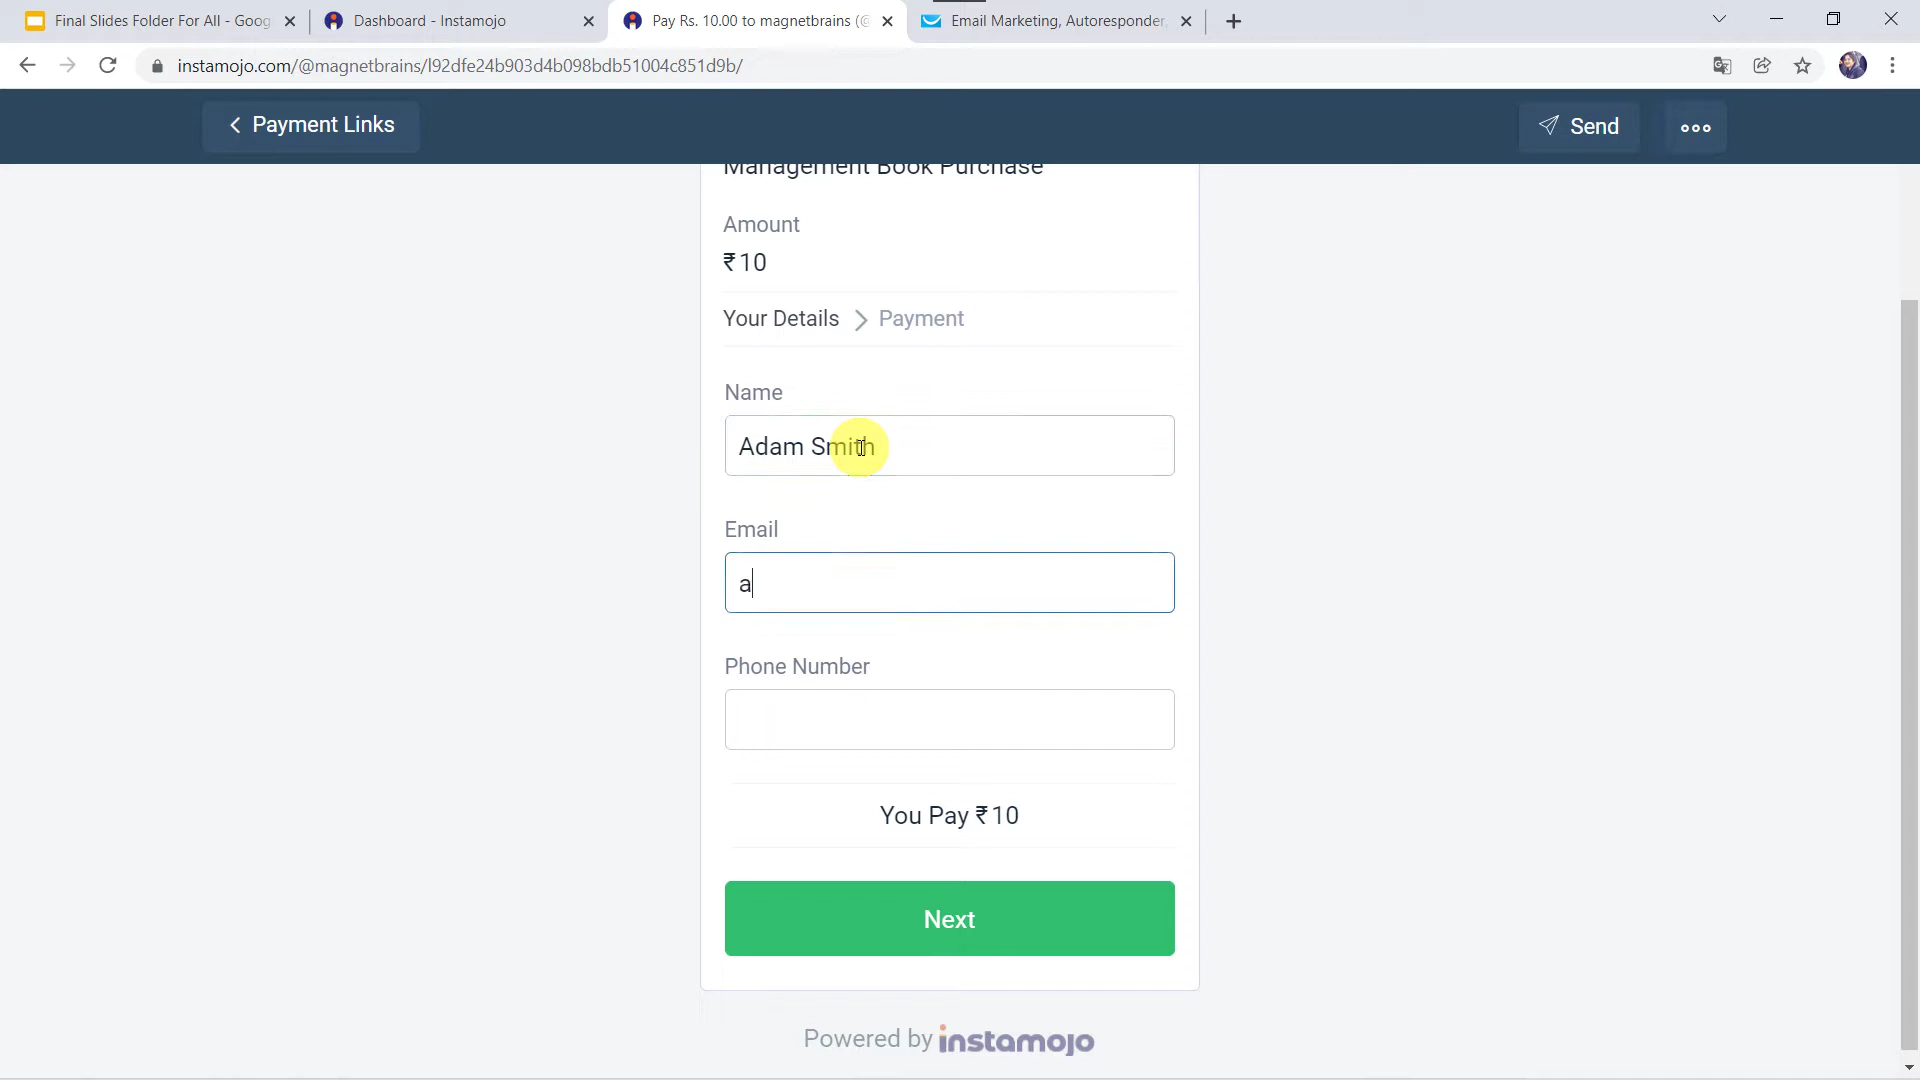 Final Slides Folder For All - Goog
Dashboard - Instamojo
Pay Rs. 10.00 to magnetbrains (@
Email Marketing, Autoresponder,
instamojo.com/@magnetbrains/l92dfe24b903d4b098bdb51004c851d9b/
Payment Links
Send
Management Book Purchase
Amount
₹10
Your Details
Payment
Name
Adam Smith
Email
a
Phone Number
You Pay ₹10
Next
Powered by instamojo